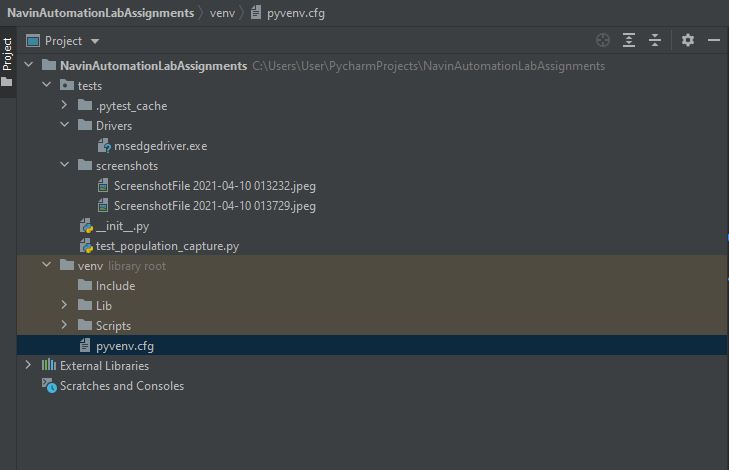 NavinAutomationLabAssignments venv pyvenv.cfg
Project
Project
NavinAutomationLabAssignments C:\Users\User\PycharmProjects\NavinAutomationLabAssignments
tests
.pytest_cache
Drivers
msedgedriver.exe
screenshots
ScreenshotFile 2021-04-10 013232.jpeg
ScreenshotFile 2021-04-10 013729.jpeg
__init__.py
test_population_capture.py
venv library root
Include
Lib
Scripts
pyvenv.cfg
External Libraries
Scratches and Consoles